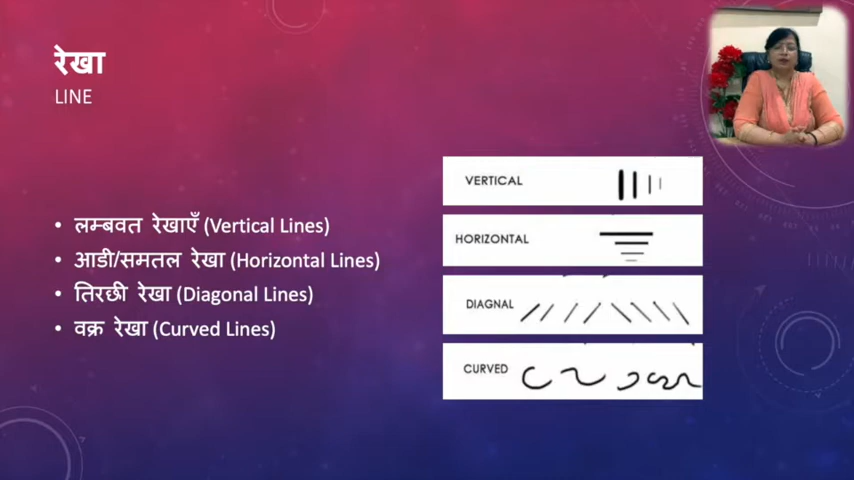 रेखा
LINE
• लम्बवत रेखाएँ (Vertical Lines)
• आडी/समतल रेखा (Horizontal Lines)
• तिरछी रेखा (Diagonal Lines)
• वक्र रेखा (Curved Lines)
VERTICAL
HORIZONTAL
DIAGNAL
CURVED